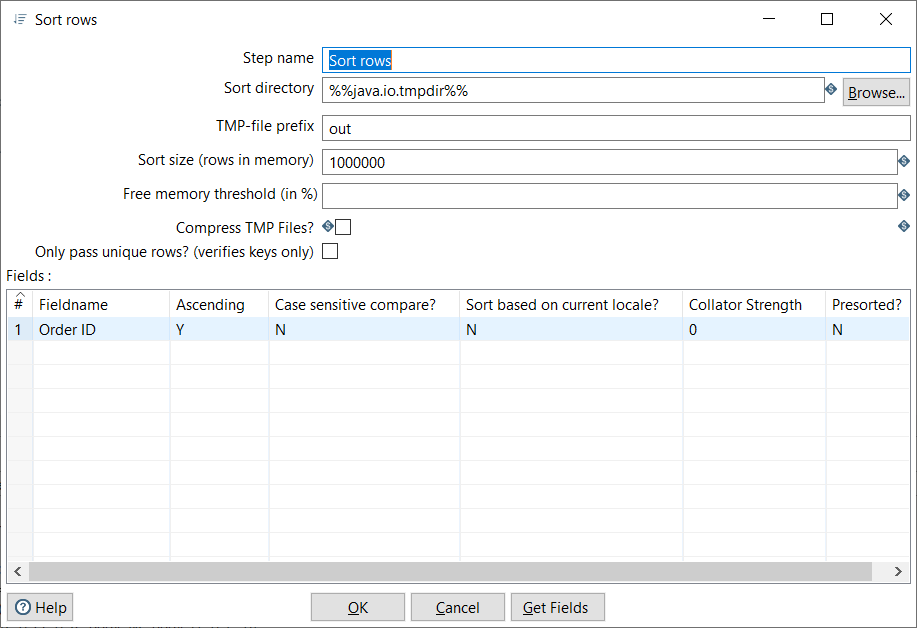 Sort rows
Step name Sort rows
Sort directory %%java.io.tmpdir%% Browse...
TMP-file prefix out
Sort size (rows in memory) 1000000
Free memory threshold (in %)
Compress TMP Files?
Only pass unique rows? (verifies keys only)
Fields :
# Fieldname Ascending Case sensitive compare? Sort based on current locale? Collator Strength Presorted?
1 Order ID Y N N 0 N
Help OK Cancel Get Fields